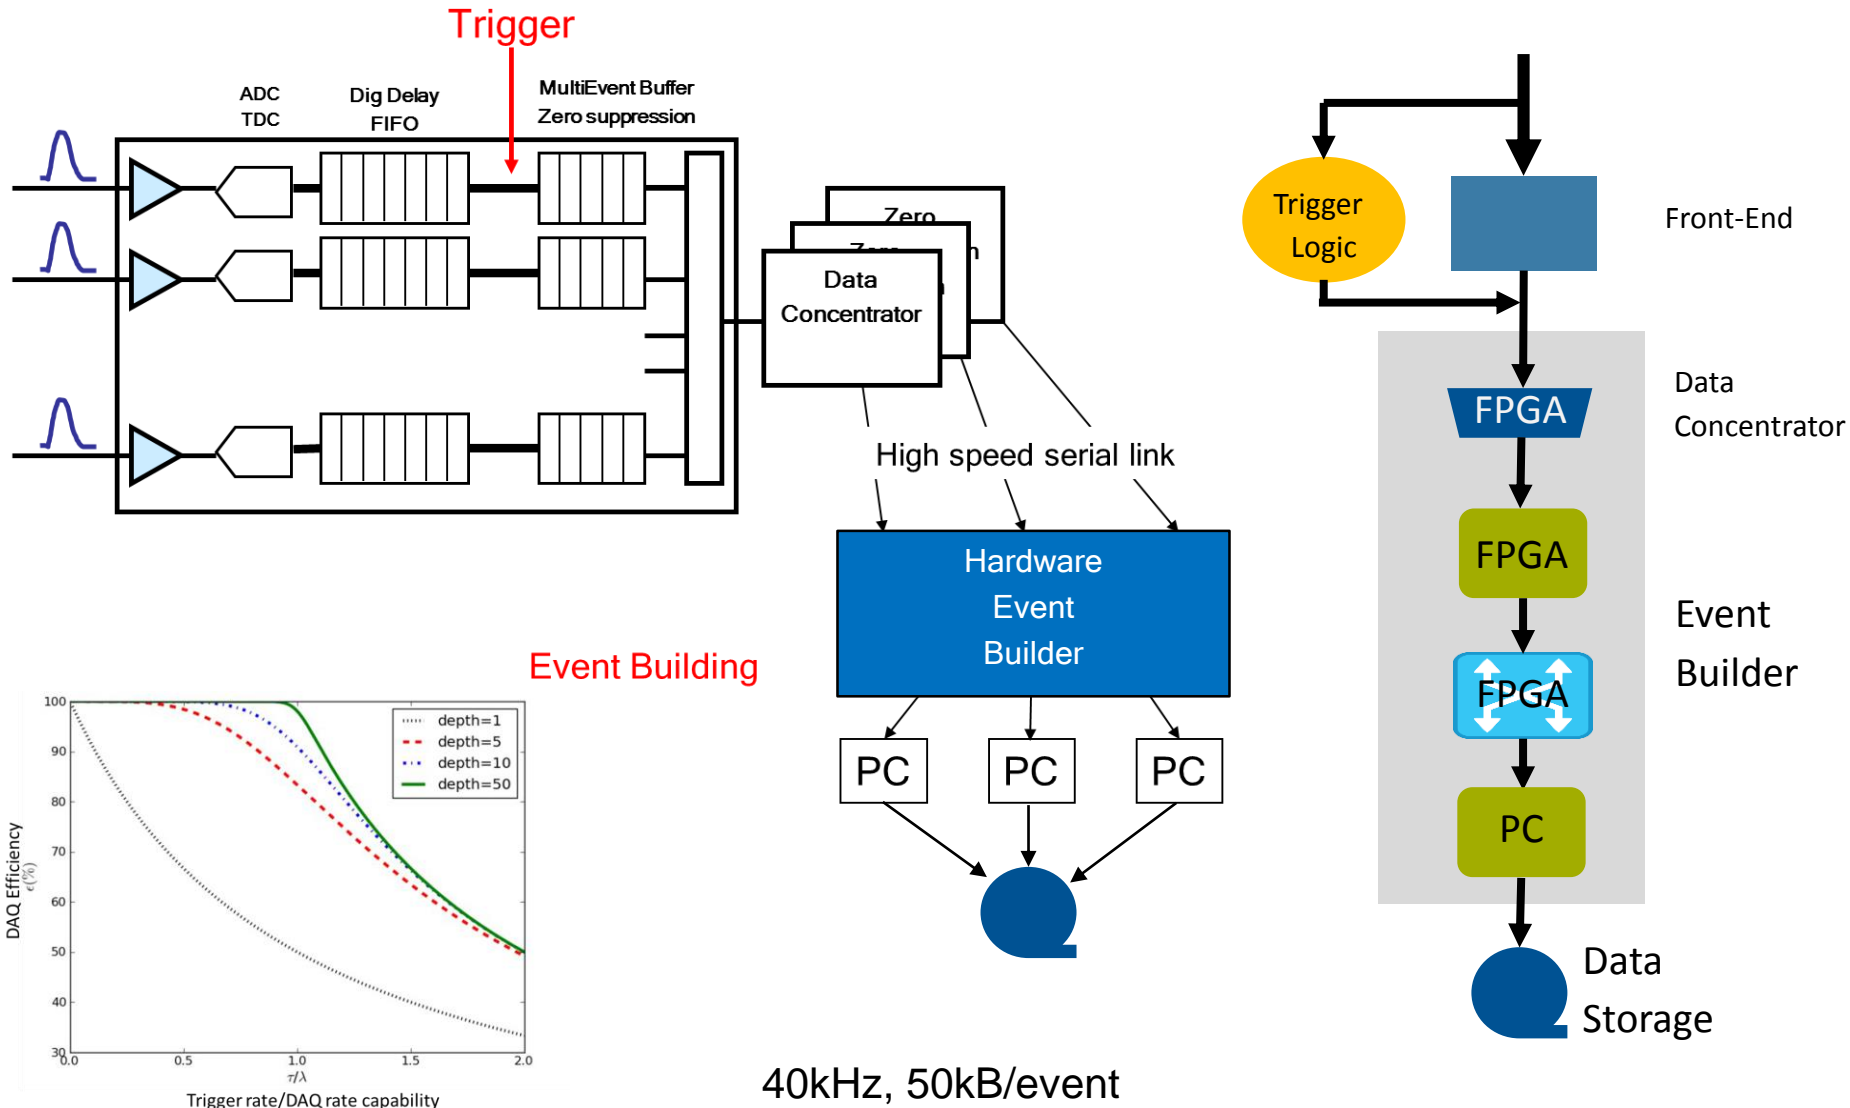 Trigger
ADC
TDC
Dig Delay
FIFO
MultiEvent Buffer
Zero suppression
Zero
n
Data
Concentrator
High speed serial link
Hardware
Event
Builder
PC
PC
PC
Event Building
100
90
80
70
60
50
40
30
0.0
0.5
1.0
1.5
2.0
depth=1
depth=5
depth=10
depth=50
DAQ Efficiency
ϵ(%)
τ/λ
Trigger rate/DAQ rate capability
40kHz, 50kB/event
Trigger
Logic
Front-End
FPGA
Data
Concentrator
FPGA
FPGA
Event
Builder
PC
Data
Storage